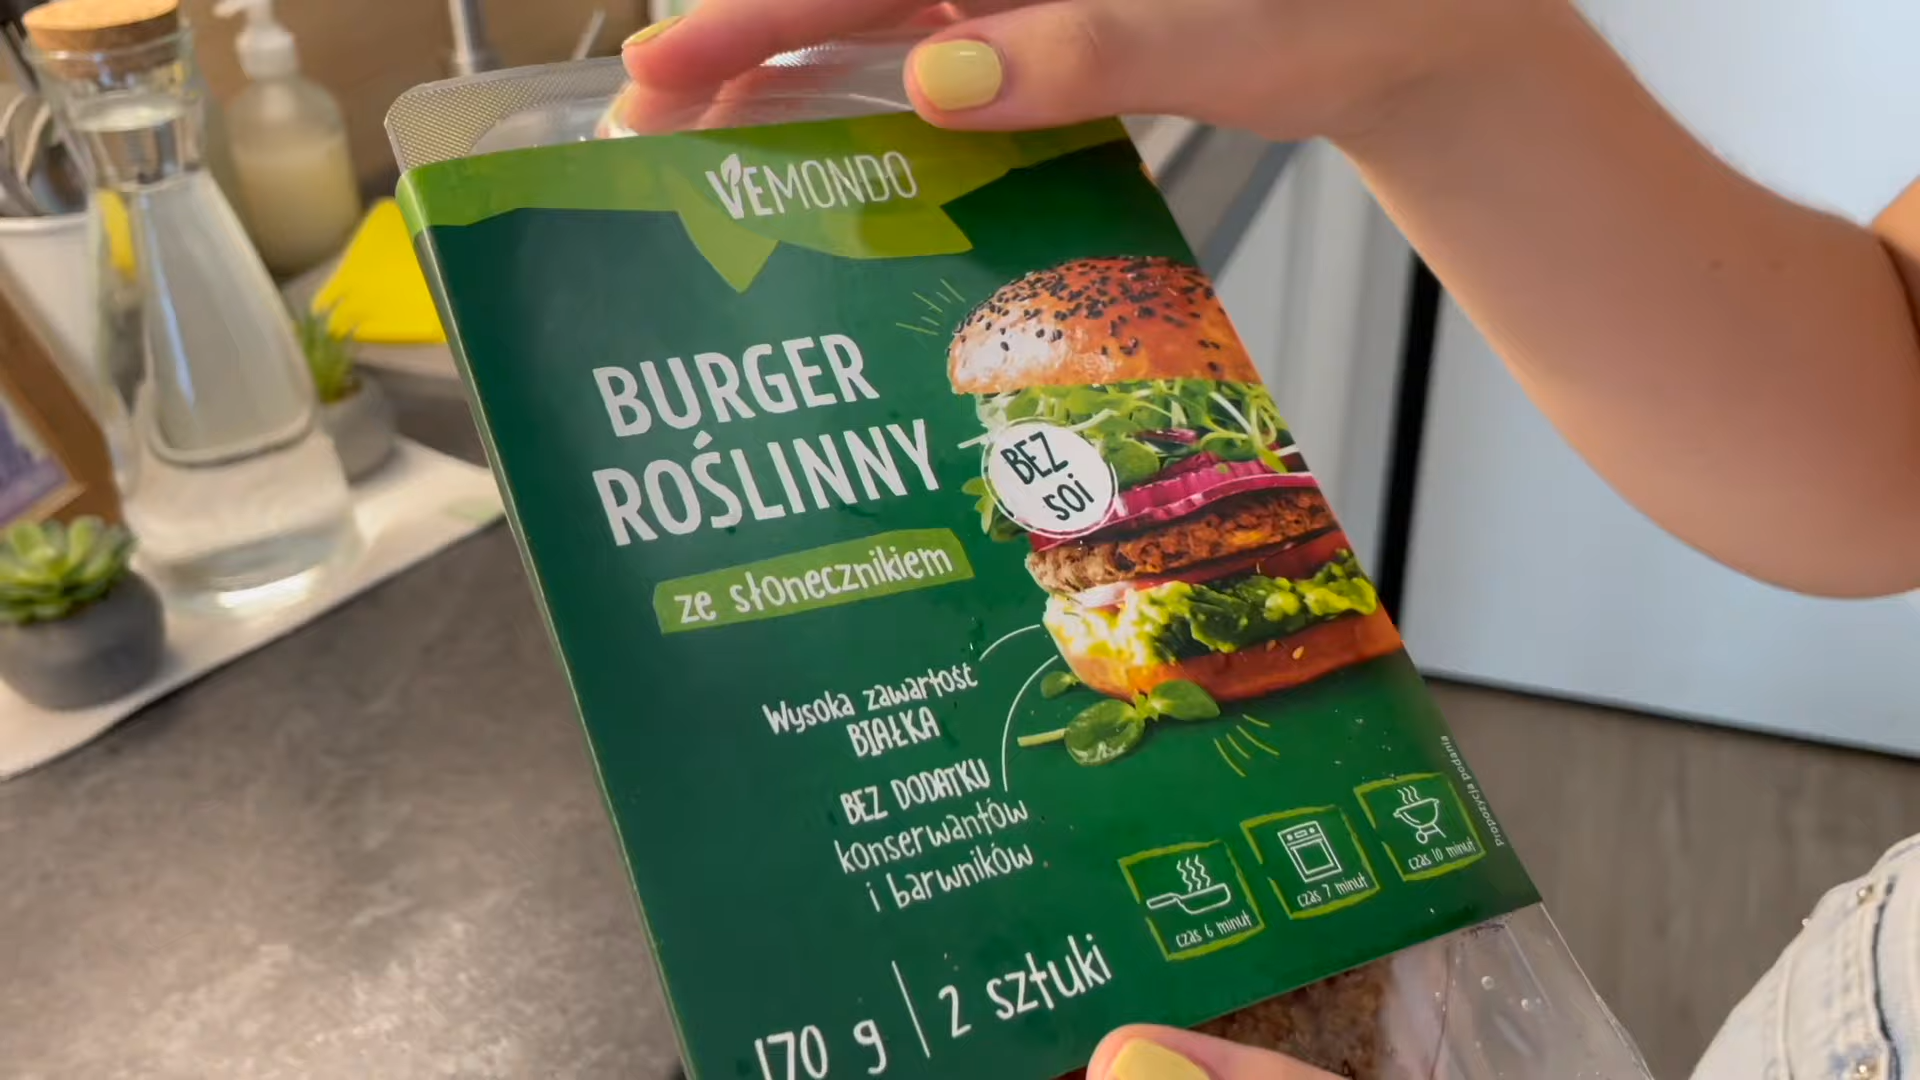 VEMONDO
BURGER
ROŚLINNY
ze słonecznikiem
BEZ
soi
Wysoka zawartość
BIAŁKA
BEZ DODATKU
konserwantów
i barwników
czas 6 minut
czas 7 minut
czas 10 minut
Propozycja podania
170 g | 2 sztuki